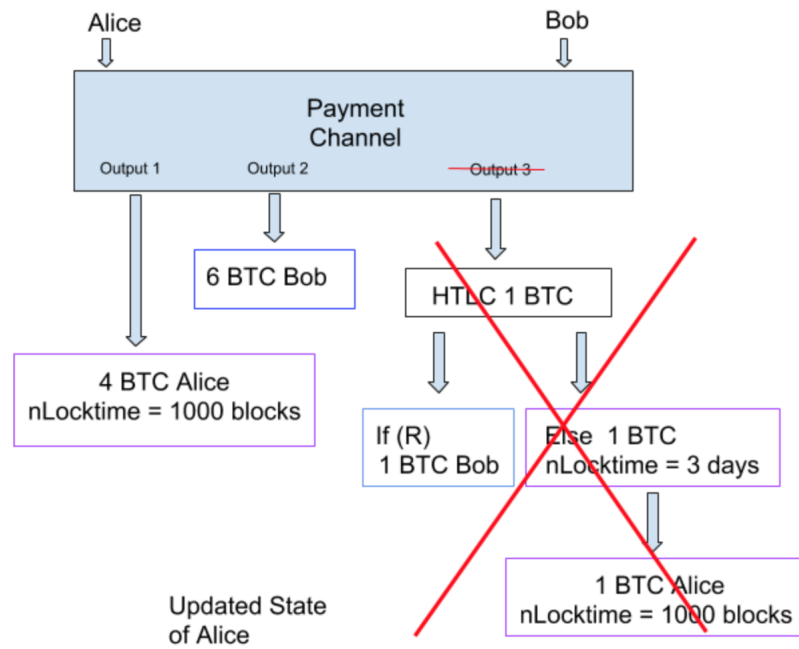 Alice
Bob
Payment
Channel
Output 1
Output 2
Output 3
6 BTC Bob
HTLC 1 BTC
4 BTC Alice
nLocktime = 1000 blocks
If (R)
1 BTC Bob
Else 1 BTC
nLocktime = 3 days
1 BTC Alice
nLocktime = 1000 blocks
Updated State
of Alice